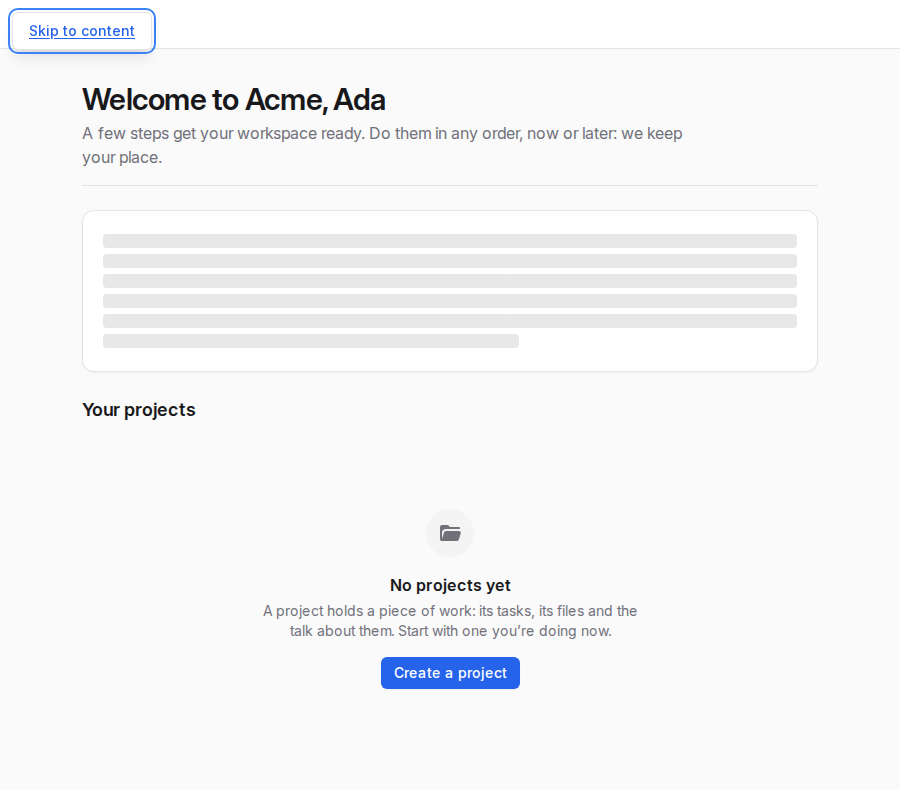 Skip to content
Welcome to Acme, Ada
A few steps get your workspace ready. Do them in any order, now or later: we keep
your place.
Your projects
No projects yet
A project holds a piece of work: its tasks, its files and the
talk about them. Start with one you’re doing now.
Create a project